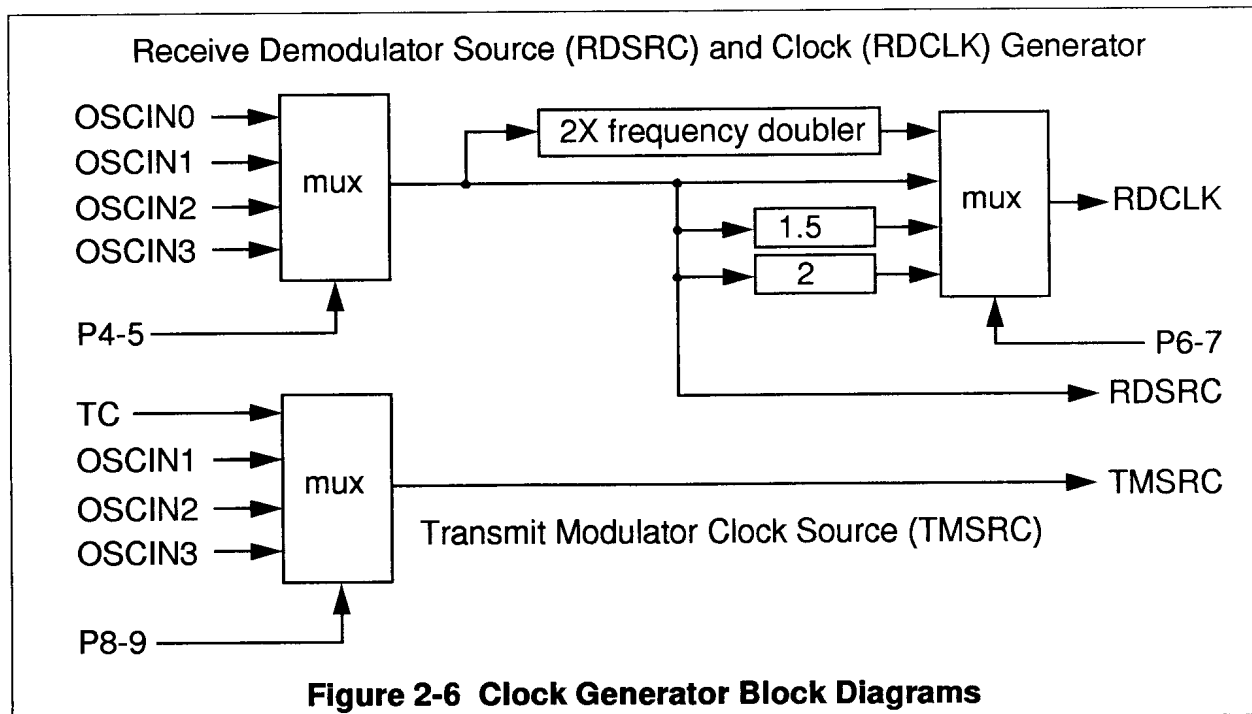 Receive Demodulator Source (RDSRC) and Clock (RDCLK) Generator
OSCIN0
OSCIN1
OSCIN2
OSCIN3
mux
P4-5
2X frequency doubler
1.5
2
mux
RDCLK
P6-7
RDSRC
TC
OSCIN1
OSCIN2
OSCIN3
mux
P8-9
TMSRC
Transmit Modulator Clock Source (TMSRC)
Figure 2-6 Clock Generator Block Diagrams